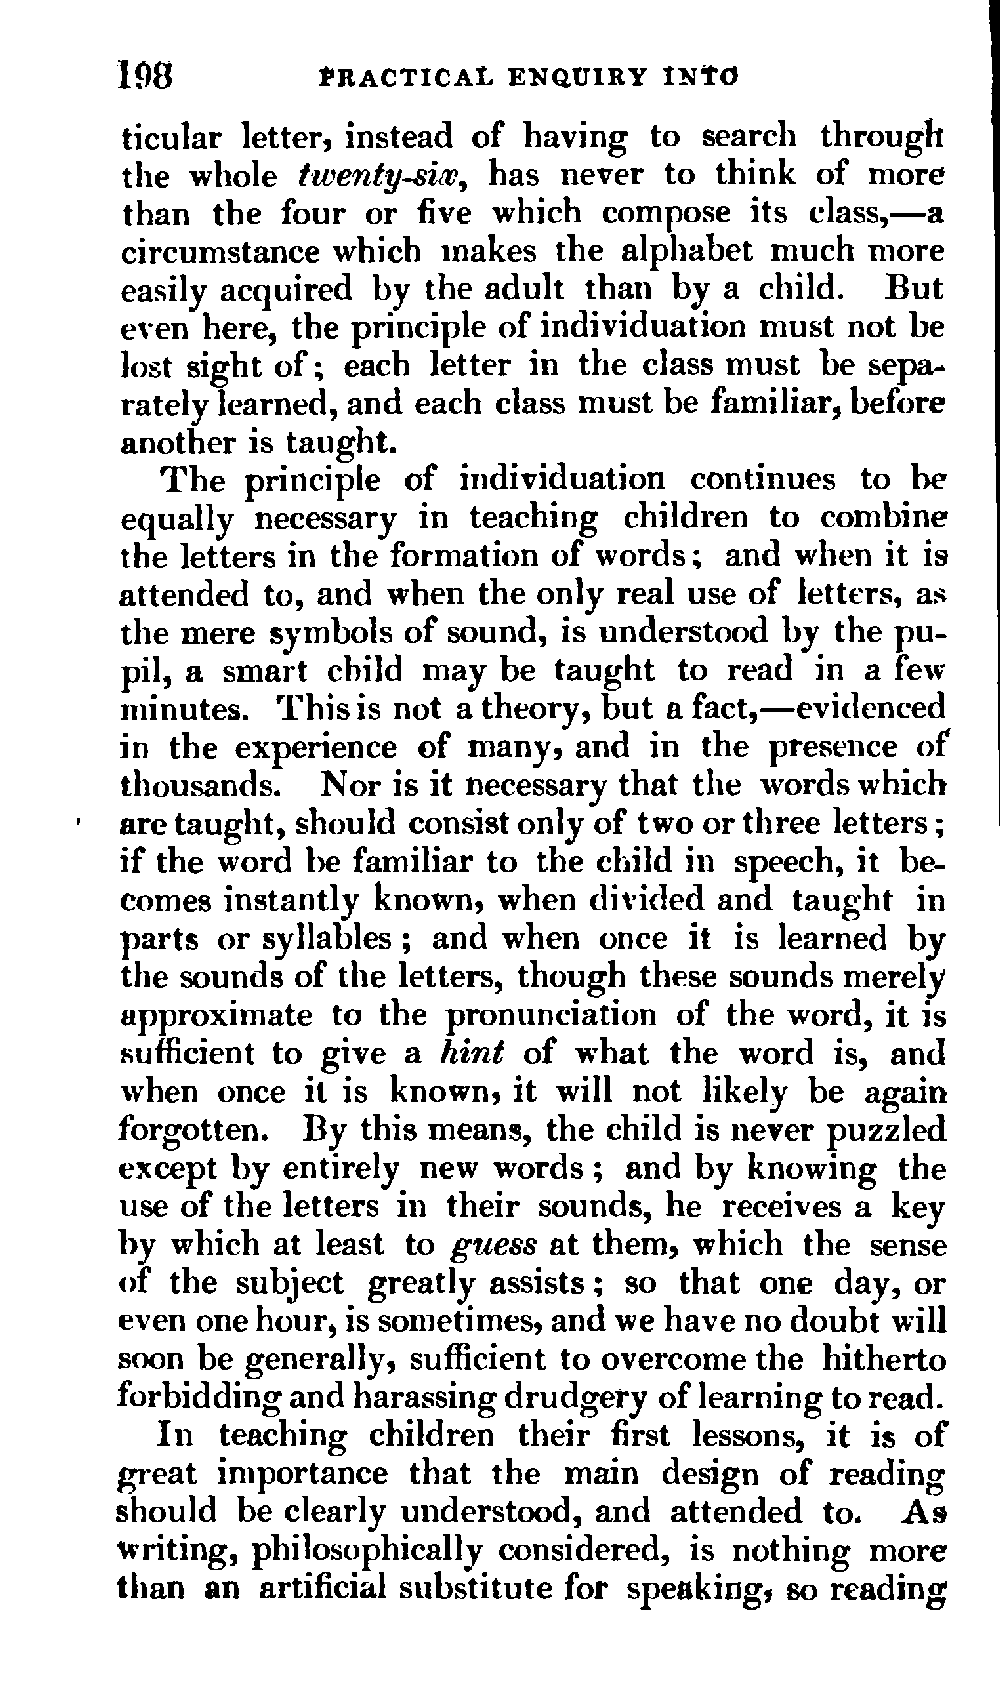 198 PRACTICAL ENQUIRY INTO
ticular letter, instead of having to search through
the whole twenty-six, has never to think of more
than the four or five which compose its class,—a
circumstance which makes the alphabet much more
easily acquired by the adult than by a child. But
even here, the principle of individuation must not be
lost sight of; each letter in the class must be sepa-
rately learned, and each class must be familiar, before
another is taught.
The principle of individuation continues to be
equally necessary in teaching children to combine
the letters in the formation of words; and when it is
attended to, and when the only real use of letters, as
the mere symbols of sound, is understood by the pu-
pil, a smart child may be taught to read in a few
minutes. This is not a theory, but a fact,—evidenced
in the experience of many, and in the presence of
thousands. Nor is it necessary that the words which
are taught, should consist only of two or three letters;
if the word be familiar to the child in speech, it be-
comes instantly known, when divided and taught in
parts or syllables; and when once it is learned by
the sounds of the letters, though these sounds merely
approximate to the pronunciation of the word, it is
sufficient to give a hint of what the word is, and
when once it is known, it will not likely be again
forgotten. By this means, the child is never puzzled
except by entirely new words; and by knowing the
use of the letters in their sounds, he receives a key
by which at least to guess at them, which the sense
of the subject greatly assists; so that one day, or
even one hour, is sometimes, and we have no doubt will
soon be generally, sufficient to overcome the hitherto
forbidding and harassing drudgery of learning to read.
In teaching children their first lessons, it is of
great importance that the main design of reading
should be clearly understood, and attended to. As
writing, philosophically considered, is nothing more
than an artificial substitute for speaking, so reading